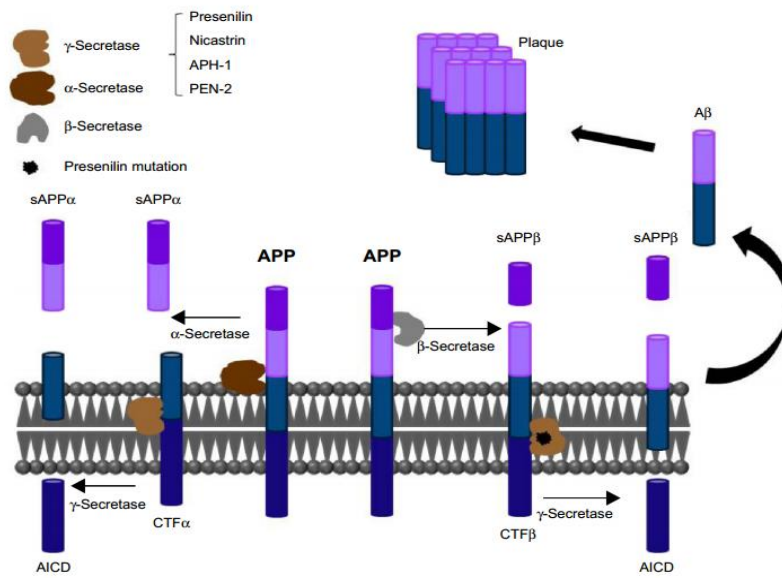 Presenilin
Nicastrin
APH-1
PEN-2
γ-Secretase
α-Secretase
β-Secretase
Presenilin mutation
Plaque
Aβ
sAPPα
sAPPα
APP
APP
sAPPβ
sAPPβ
α-Secretase
β-Secretase
γ-Secretase
CTFα
CTFβ
γ-Secretase
AICD
AICD